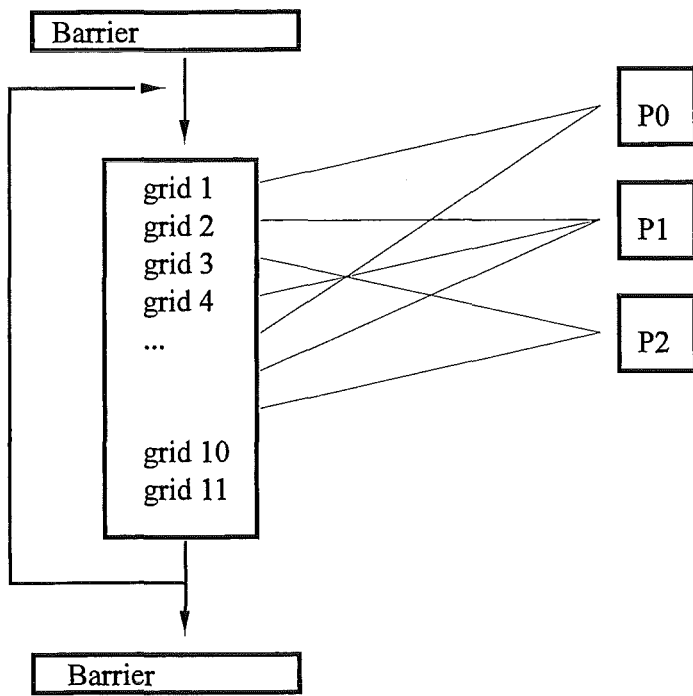 Barrier
grid 1
grid 2
grid 3
grid 4
...
grid 10
grid 11
P0
P1
P2
Barrier